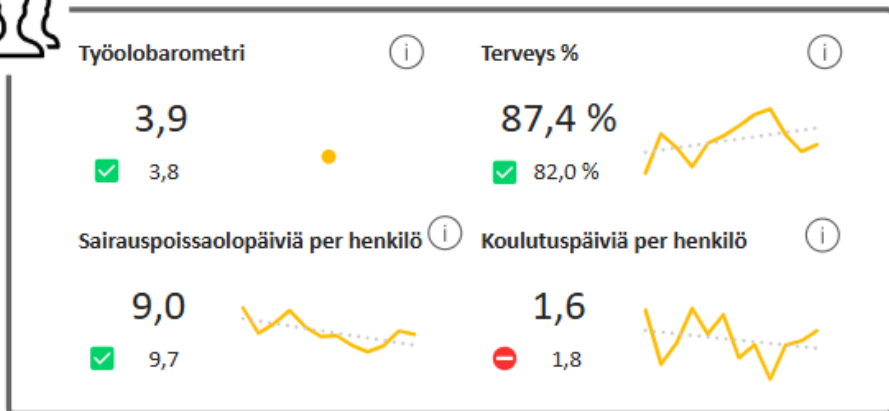 Työolobarometri
3,9
3,8
Terveys %
87,4 %
82,0 %
Sairauspoissaolopäiviä per henkilö
9,0
9,7
Koulutuspäiviä per henkilö
1,6
1,8